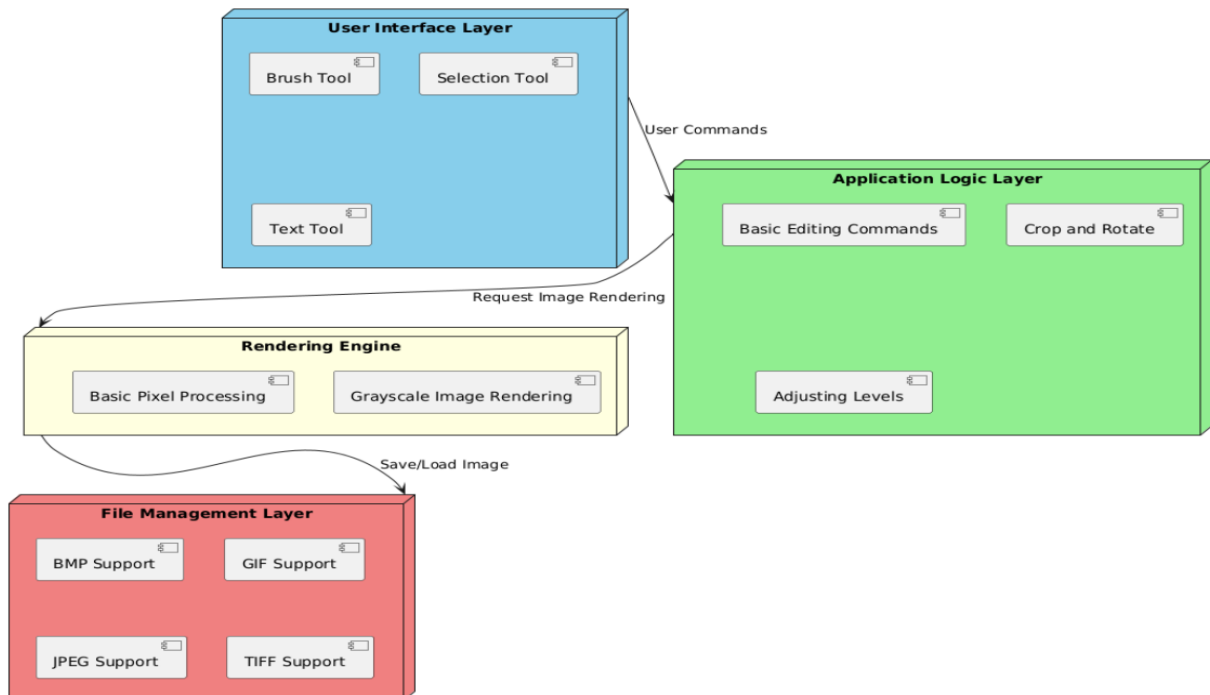 User Interface Layer
Brush Tool
Selection Tool
Text Tool
User Commands
Application Logic Layer
Basic Editing Commands
Crop and Rotate
Adjusting Levels
Request Image Rendering
Rendering Engine
Basic Pixel Processing
Grayscale Image Rendering
Save/Load Image
File Management Layer
BMP Support
GIF Support
JPEG Support
TIFF Support